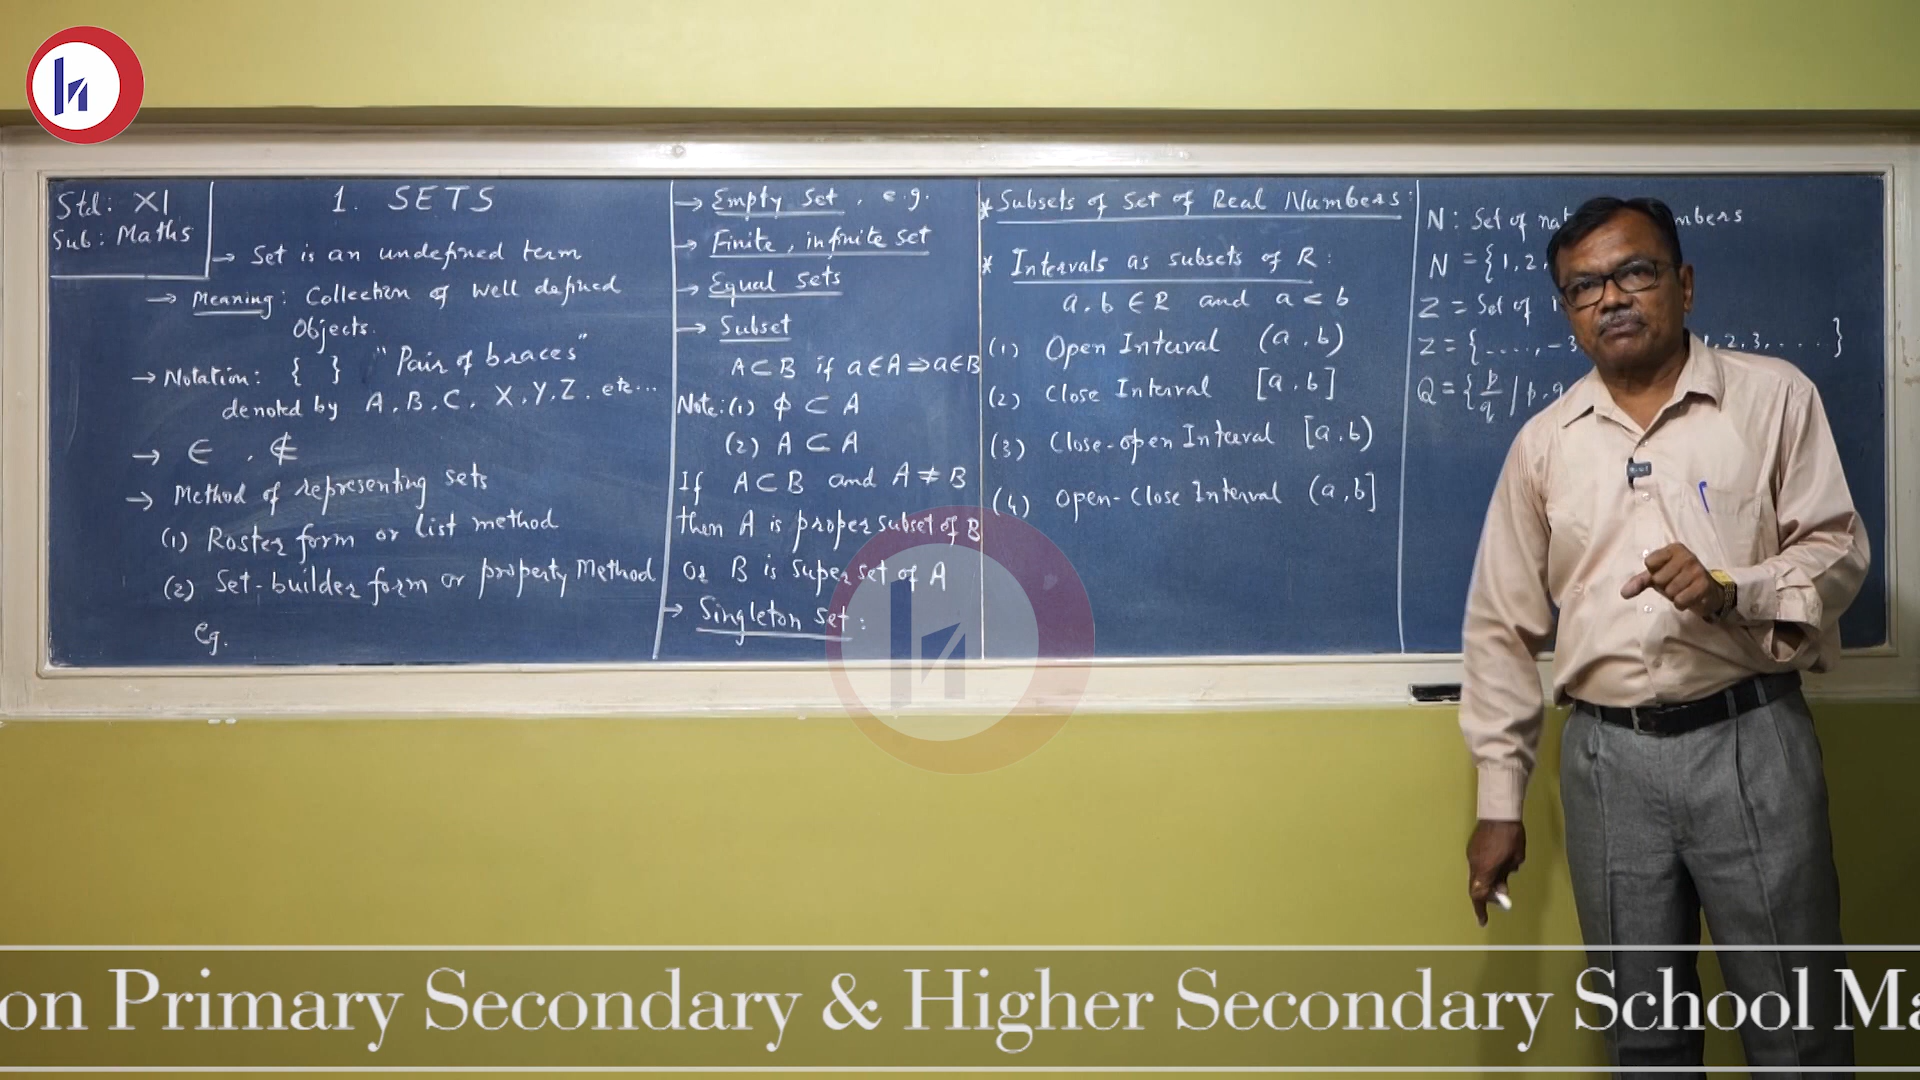 Std: XI
Sub: Maths
1. SETS
→ Set is an undefined term
→ Meaning: Collection of well defined
Objects.
→ Notation: { } "Pair of braces"
denoted by A, B, C, X, Y, Z, etc...
→ ∈ , ∉
→ Method of representing sets
(1) Roster form or list method
(2) Set-builder form or property Method
eg.
→ Empty Set, e.g.
→ Finite, infinite set
→ Equal sets
→ Subset
A⊂B if a∈A⇒a∈B
Note: (1) ϕ ⊂ A
(2) A ⊂ A
If A⊂B and A≠B
then A is proper subset of B
or B is super set of A
→ Singleton set:
* Subsets of Set of Real Numbers:
* Intervals as subsets of R:
a, b ∈ R and a < b
(1) Open Interval (a, b)
(2) Close Interval [a, b]
(3) Close-open Interval [a, b)
(4) Open-Close Interval (a, b]
N: Set of
N = {1, 2,
Z = Set of
Z = {...., -3 1, 2, 3, .... }
Q = {p/q / p, q
on Primary Secondary & Higher Secondary School Ma